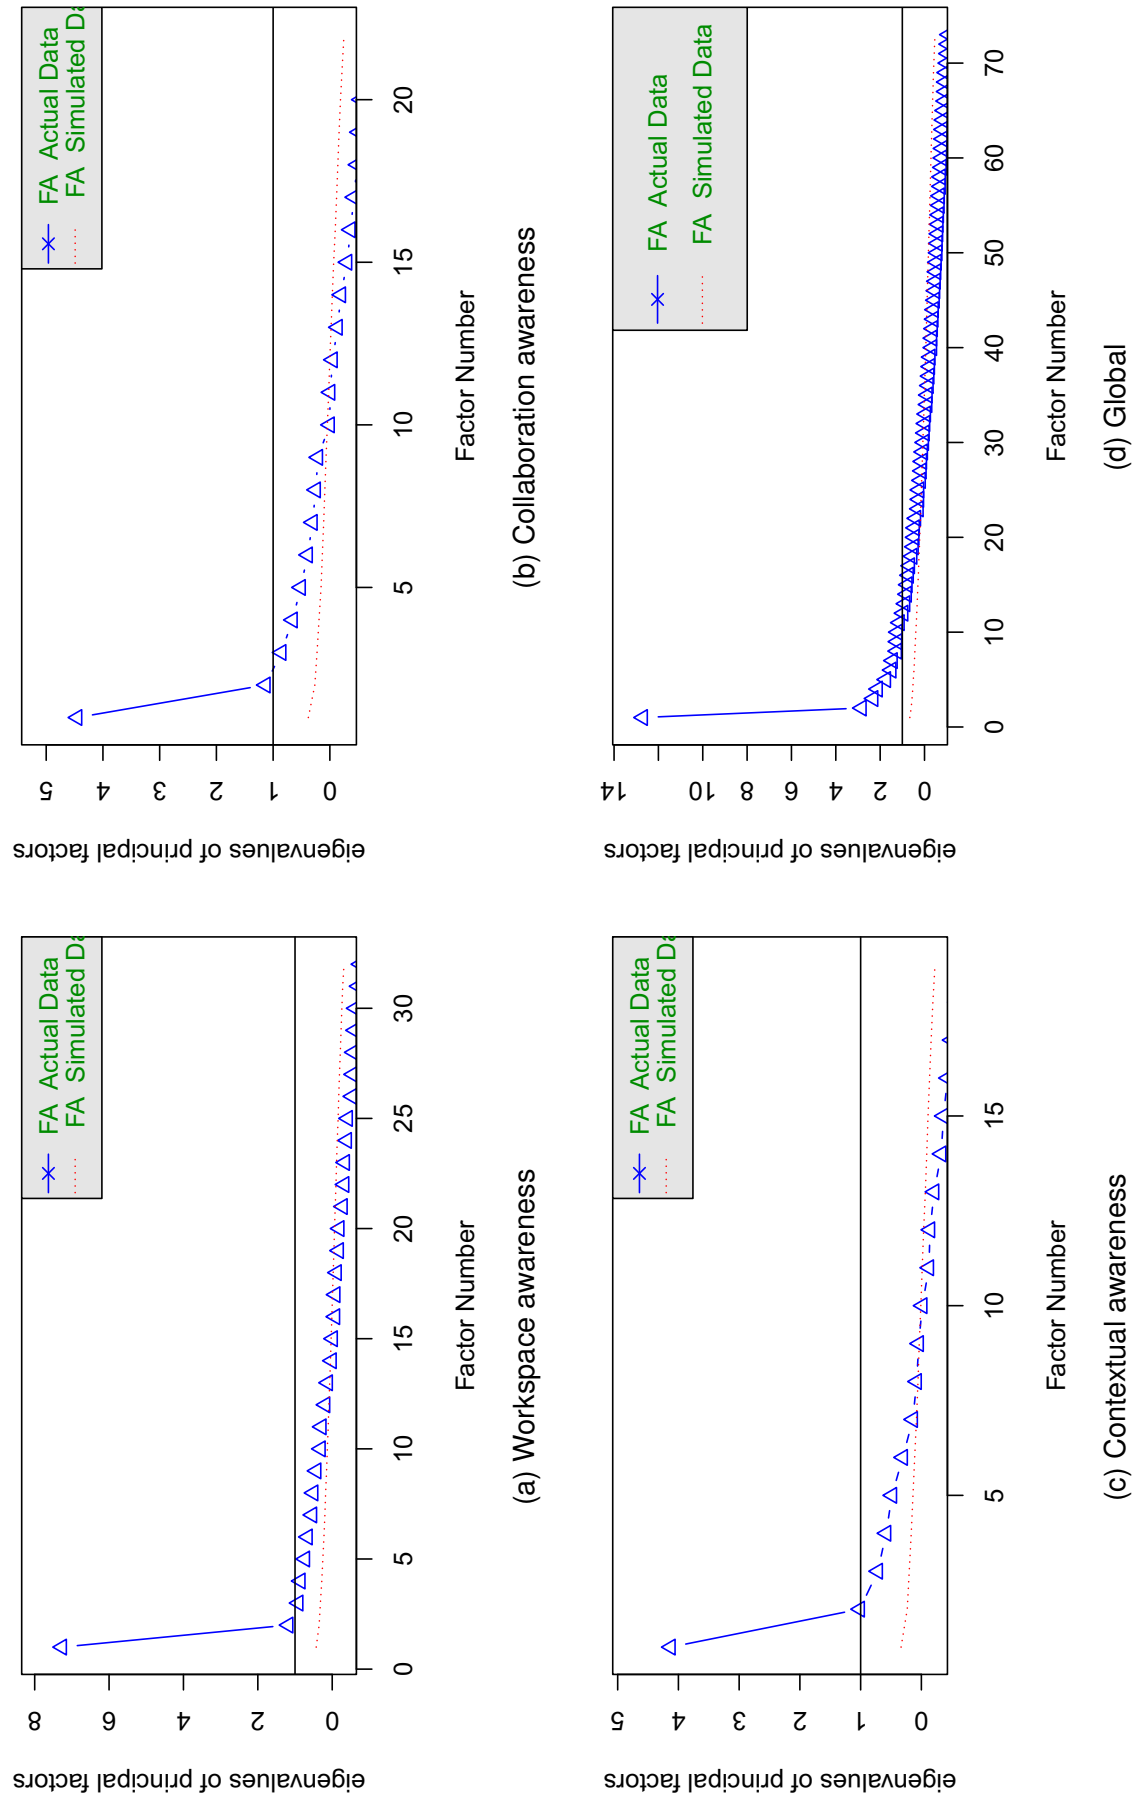 eigenvalues of principal factors
8
6
4
2
0
FA Actual Data
FA Simulated Da
0
5
10
15
20
25
30
Factor Number
(a) Workspace awareness
eigenvalues of principal factors
5
4
3
2
1
0
FA Actual Data
FA Simulated Da
5
10
15
20
Factor Number
(b) Collaboration awareness
eigenvalues of principal factors
5
4
3
2
1
0
FA Actual Data
FA Simulated Da
5
10
15
Factor Number
(c) Contextual awareness
eigenvalues of principal factors
14
10
8
6
4
2
0
FA Actual Data
FA Simulated Data
0
10
20
30
40
50
60
70
Factor Number
(d) Global